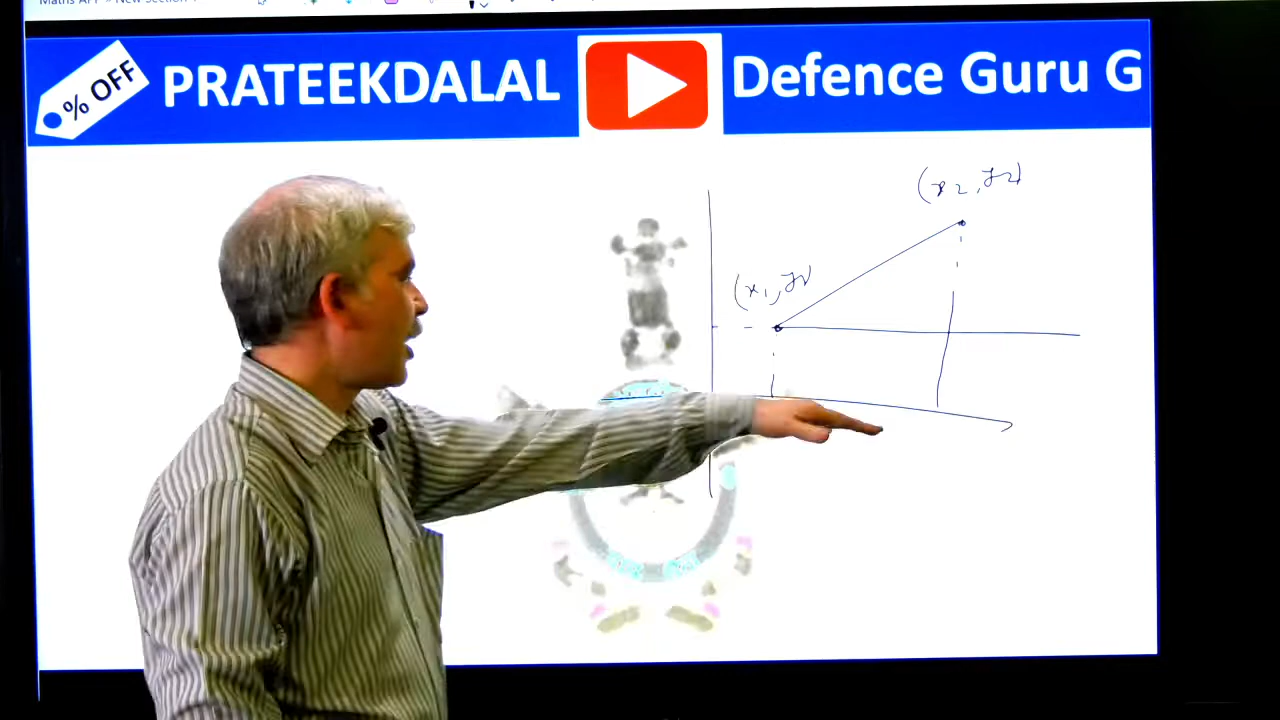 % OFF
PRATEEKDALAL
Defence Guru G
(x2, y2)
(x1, y1)